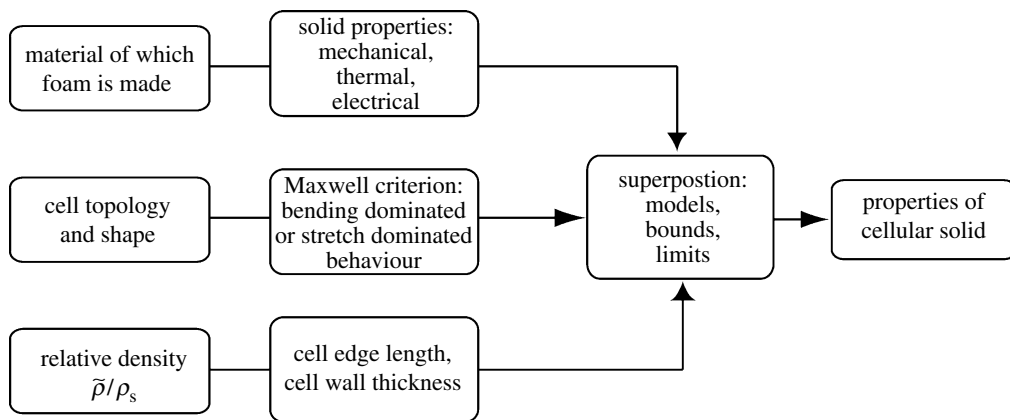 material of which
foam is made
solid properties:
mechanical,
thermal,
electrical
cell topology
and shape
Maxwell criterion:
bending dominated
or stretch dominated
behaviour
superpostion:
models,
bounds,
limits
properties of
cellular solid
relative density
ρ̃/ρₛ
cell edge length,
cell wall thickness